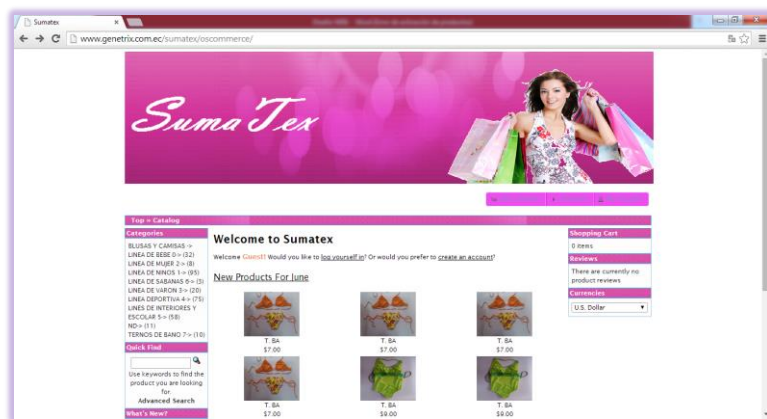 Sumatex
www.genetrix.com.ec/sumatex/oscommerce/
Suma Tex
Top » Catalog
Categories
BLUSAS Y CAMISAS->
LINEA DE BEBE 0-> (32)
LINEA DE MUJER 2-> (8)
LINEA DE NINOS 1-> (95)
LINEA DE SABANAS 6-> (3)
LINEA DE VARON 3-> (20)
LINEA DEPORTIVA 4-> (75)
LINES DE INTERIORES Y
ESCOLAR 5-> (58)
ND-> (11)
TERNOS DE BANO 7-> (10)
Quick Find
Use keywords to find the
product you are looking
for.
Advanced Search
What's New?
Welcome to Sumatex
Welcome Guest! Would you like to log yourself in? Or would you prefer to create an account?
New Products For June
T. BA T. BA T. BA
$7.00 $7.00 $7.00
T. BA T. BA T. BA
$7.00 $9.00 $9.00
Shopping Cart
0 items
Reviews
There are currently no
product reviews
Currencies
U.S. Dollar